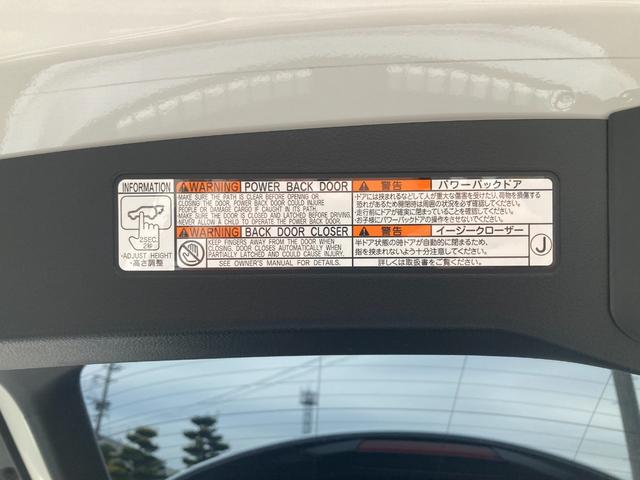 INFORMATION
2SEC.
2秒
・ADJUST HEIGHT
・高さ調整
WARNING POWER BACK DOOR
・MAKE SURE THE PATH IS CLEAR BEFORE OPENING OR
CLOSING THE DOOR. POWER BACK DOOR COULD INJURE
PEOPLE OR DAMAGE CARGO IF CAUGHT IN ITS PATH.
・MAKE SURE THE DOOR IS CLOSED AND LATCHED BEFORE DRIVING.
・NEVER ALLOW A CHILD TO OPERATE THE POWER BACK DOOR.
WARNING BACK DOOR CLOSER
KEEP FINGERS AWAY FROM THE DOOR WHEN
CLOSING. DOOR CLOSES AUTOMATICALLY WHEN
PARTIALLY LATCHED AND COULD CAUSE INJURY.
SEE OWNER'S MANUAL FOR DETAILS.
警告 パワーバックドア
・ドアには挟まれるなどして人が重大な傷害を受けたり、荷物を損傷する
恐れがあるため開閉時は周囲の状況を必ずご確認ください。
・走行前にドアが確実に閉まっていることを確認ください。
・お子様にパワーバックドアの操作をさせないでください。
警告 イージークローザー
半ドア状態の時ドアが自動的に閉まるため、
指を挟まれないよう十分注意してください。
詳しくは取扱書をご覧ください。
J